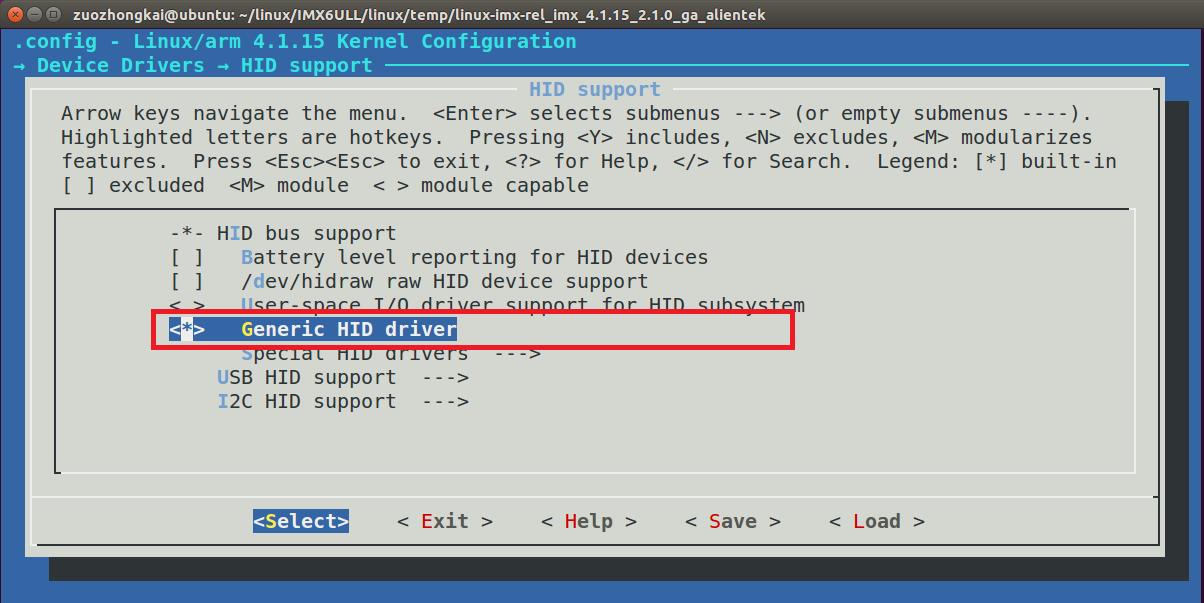 zuozhongkai@ubuntu: ~/linux/IMX6ULL/linux/temp/linux-imx-rel_imx_4.1.15_2.1.0_ga_alientek
.config - Linux/arm 4.1.15 Kernel Configuration
→ Device Drivers → HID support
HID support
Arrow keys navigate the menu.  <Enter> selects submenus ---> (or empty submenus ----).
Highlighted letters are hotkeys.  Pressing <Y> includes, <N> excludes, <M> modularizes
features.  Press <Esc><Esc> to exit, <?> for Help, </> for Search.  Legend: [*] built-in
[ ] excluded  <M> module  < > module capable
-*- HID bus support
[ ]   Battery level reporting for HID devices
[ ]   /dev/hidraw raw HID device support
< >   User-space I/O driver support for HID subsystem
<*>   Generic HID driver
Special HID drivers  --->
USB HID support  --->
I2C HID support  --->
<Select>    < Exit >    < Help >    < Save >    < Load >